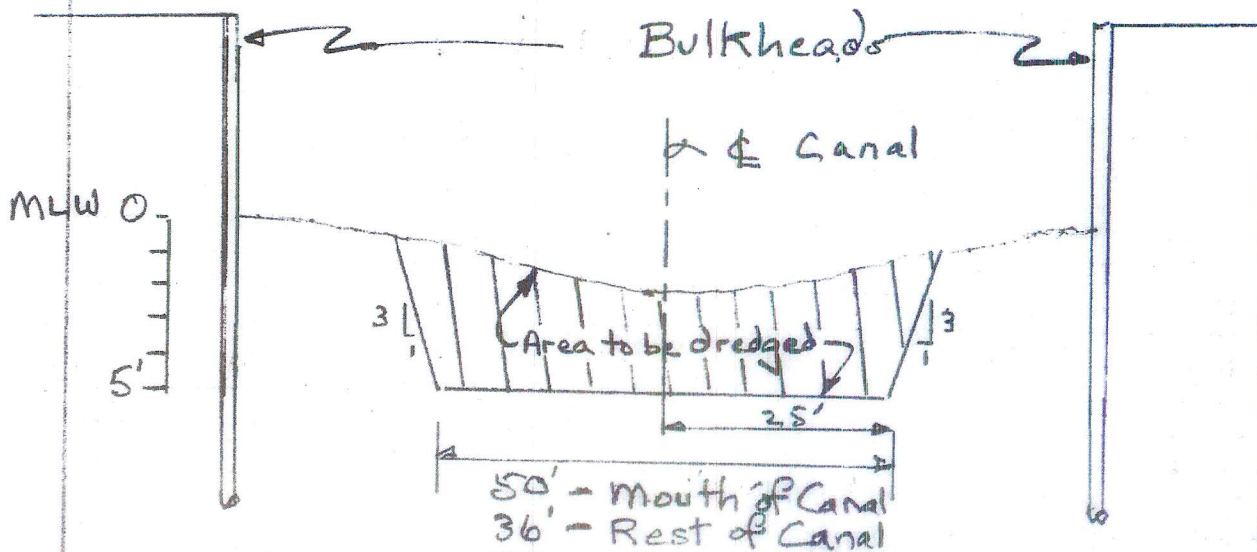 Bulkheads
℄ Canal
MLW 0
3
1
Area to be dredged
3
1
5'
25'
50' - Mouth of Canal
36' - Rest of Canal